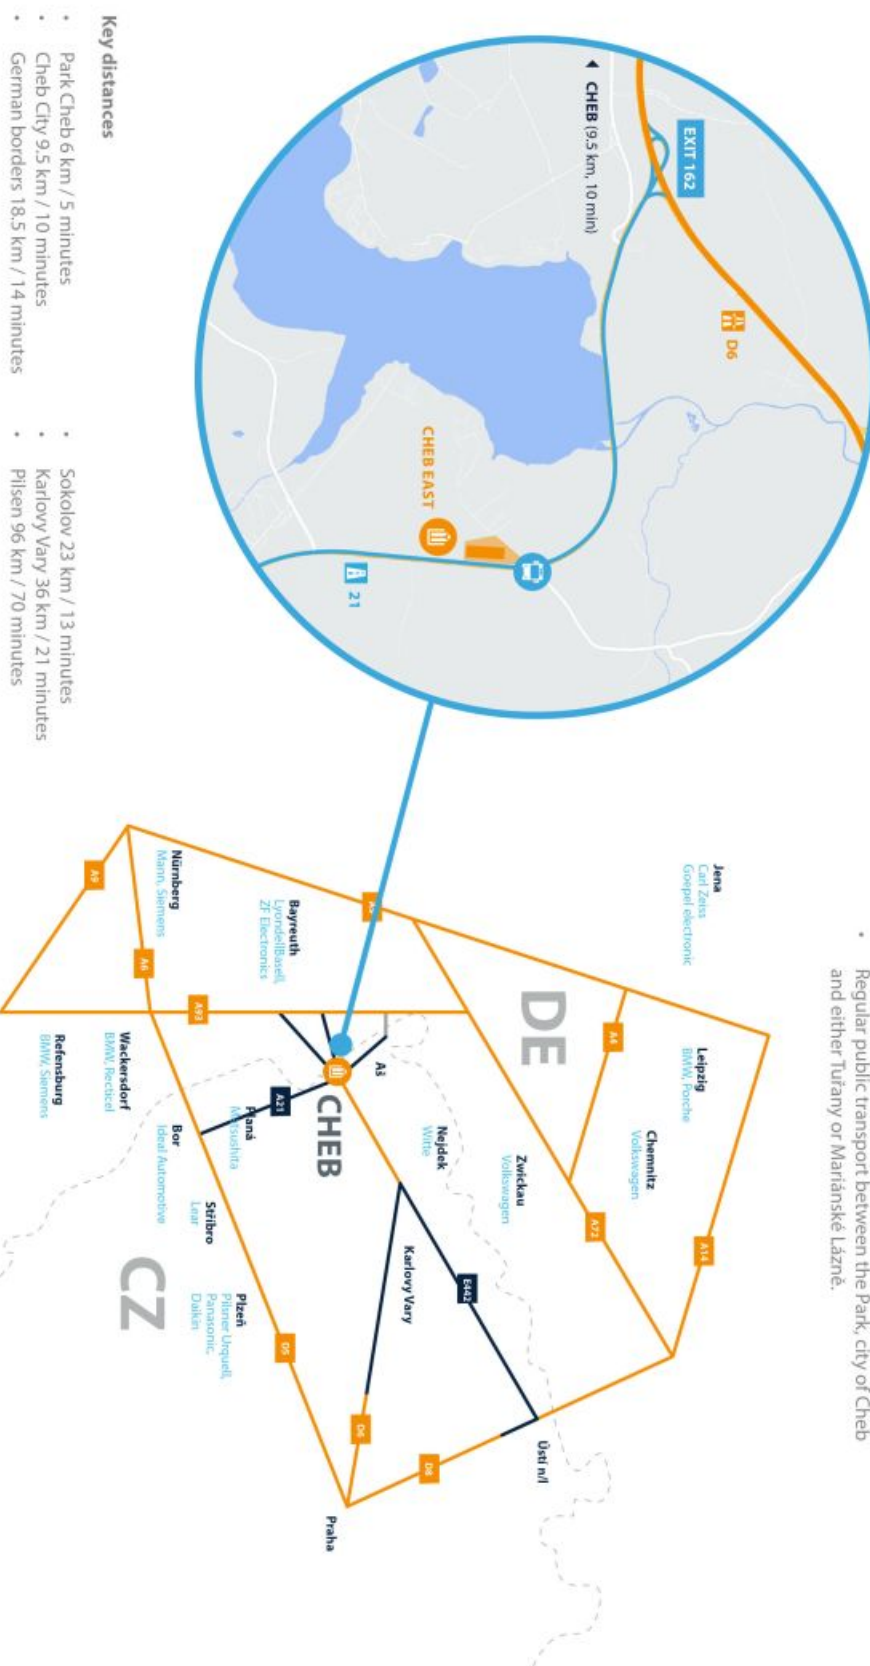 • Regular public transport between the Park, city of Cheb
and either Tuřany or Mariánské Lázně.
EXIT 162
◄ CHEB (9.5 km, 10 min)
D6
CHEB EAST
21
Jena
Carl Zeiss
Goepel electronic
Leipzig
BMW, Porche
A14
A4
Chemnitz
Volkswagen
DE
A72
Zwickau
Volkswagen
Nejdek
Witte
E442
Ústí n/l
Aš
Bayreuth
LyondellBasell,
ZF Electronics
CHEB
Karlovy Vary
D8
D6
Praha
A93
A21
Planá
Matsushita
Nürnberg
Mann, Siemens
A6
A9
D5
Plzeň
Pilsner Urquell,
Panasonic,
Daikin
Stříbro
Lear
Bor
Ideal Automotive
CZ
Wackersdorf
BMW, Recticel
Refensburg
BMW, Siemens
Key distances
• Park Cheb 6 km / 5 minutes
• Cheb City 9.5 km / 10 minutes
• German borders 18.5 km / 14 minutes
• Sokolov 23 km / 13 minutes
• Karlovy Vary 36 km / 21 minutes
• Pilsen 96 km / 70 minutes